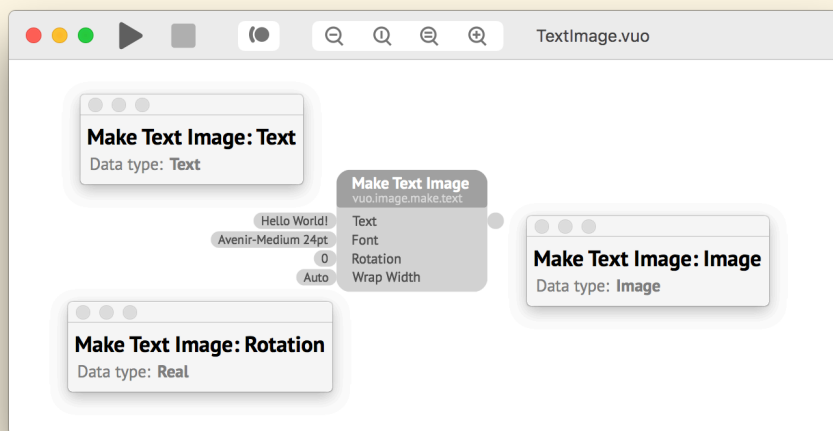 TextImage.vuo
Make Text Image: Text
Data type: Text
Make Text Image
vuo.image.make.text
Hello World! Text
Avenir-Medium 24pt Font
0 Rotation
Auto Wrap Width
Make Text Image: Image
Data type: Image
Make Text Image: Rotation
Data type: Real